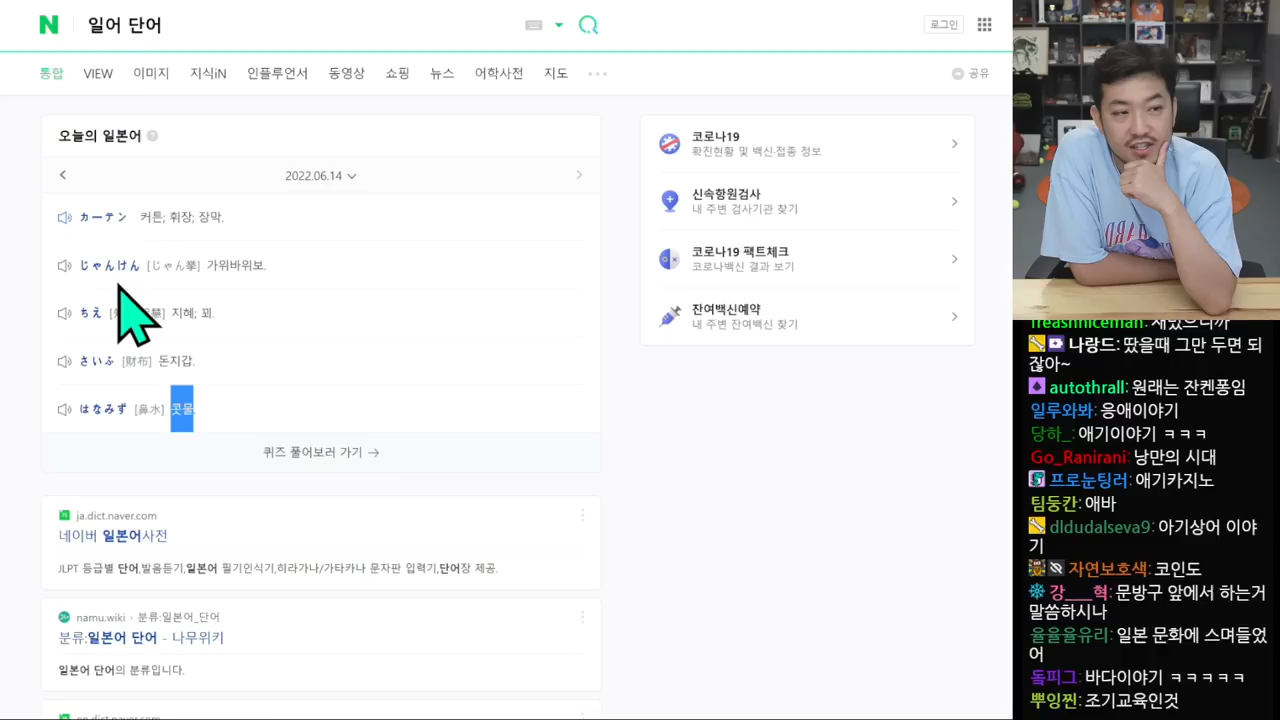 N 일어 단어
로그인
통합 VIEW 이미지 지식iN 인플루언서 동영상 쇼핑 뉴스 어학사전 지도
공유
오늘의 일본어
2022.06.14
カーテン 커튼; 휘장; 장막.
じゃんけん [じゃん拳] 가위바위보.
ちえ 지혜; 꾀.
さいふ [財布] 돈지갑.
はなみず [鼻水] 콧물.
퀴즈 풀어보러 가기 →
ja.dict.naver.com
네이버 일본어사전
JLPT 등급별 단어,발음듣기,일본어 필기인식기,히라가나/가타카나 문자판 입력기,단어장 제공.
namu.wiki › 분류:일본어_단어
분류:일본어 단어 - 나무위키
일본어 단어의 분류입니다.
en.dict.naver.com
코로나19
확진현황 및 백신·접종 정보
신속항원검사
내 주변 검사기관 찾기
코로나19 팩트체크
코로나백신 결과 보기
잔여백신예약
내 주변 잔여백신 찾기
freashniceman: 재밌으니까
나랑드: 땄을때 그만 두면 되
잖아~
autothrall: 원래는 잔켄퐁임
일루와봐: 응애이야기
당하_: 애기이야기 ㅋㅋㅋ
Go_Ranirani: 낭만의 시대
프로눈팅러: 애기카지노
팀둥칸: 애바
dldudalseva9: 아기상어 이야
기
자연보호색: 코인도
강___혁: 문방구 앞에서 하는거
말씀하시나
율율율유리: 일본 문화에 스며들었
어
돌피그: 바다이야기 ㅋㅋㅋㅋㅋ
뿌잉찐: 조기교육인것